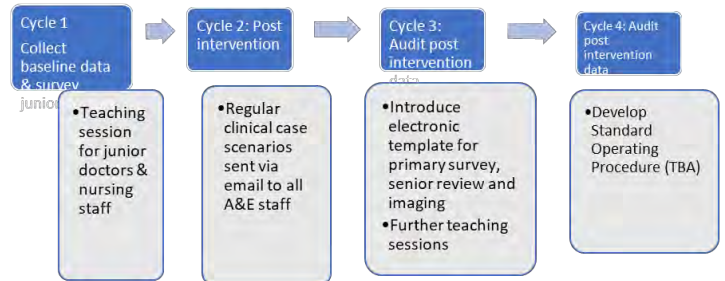 Cycle 1
Collect
baseline data
& survey
junior
•Teaching
session
for junior
doctors &
nursing
staff
Cycle 2: Post
intervention
•Regular
clinical case
scenarios
sent via
email to all
A&E staff
Cycle 3:
Audit post
intervention
data
•Introduce
electronic
template for
primary survey,
senior review and
imaging
•Further teaching
sessions
Cycle 4: Audit
post
intervention
data
•Develop
Standard
Operating
Procedure (TBA)